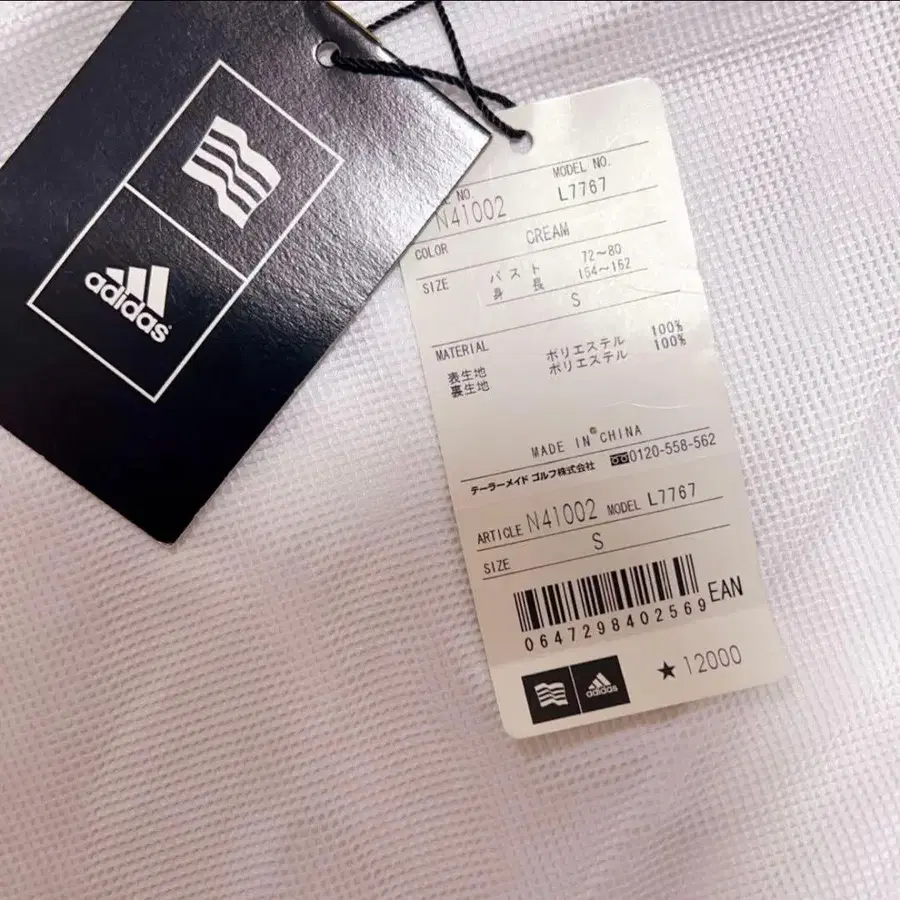 adidas
NO.
N41002
MODEL NO.
L7767
COLOR CREAM
SIZE バスト 72~80
身長 154~162
S
MATERIAL
表生地 ポリエステル 100%
裏生地 ポリエステル 100%
MADE IN CHINA
テーラーメイド ゴルフ株式会社 0120-558-562
ARTICLE N41002 MODEL L7767
SIZE S
0647298402569 EAN
adidas
★12000